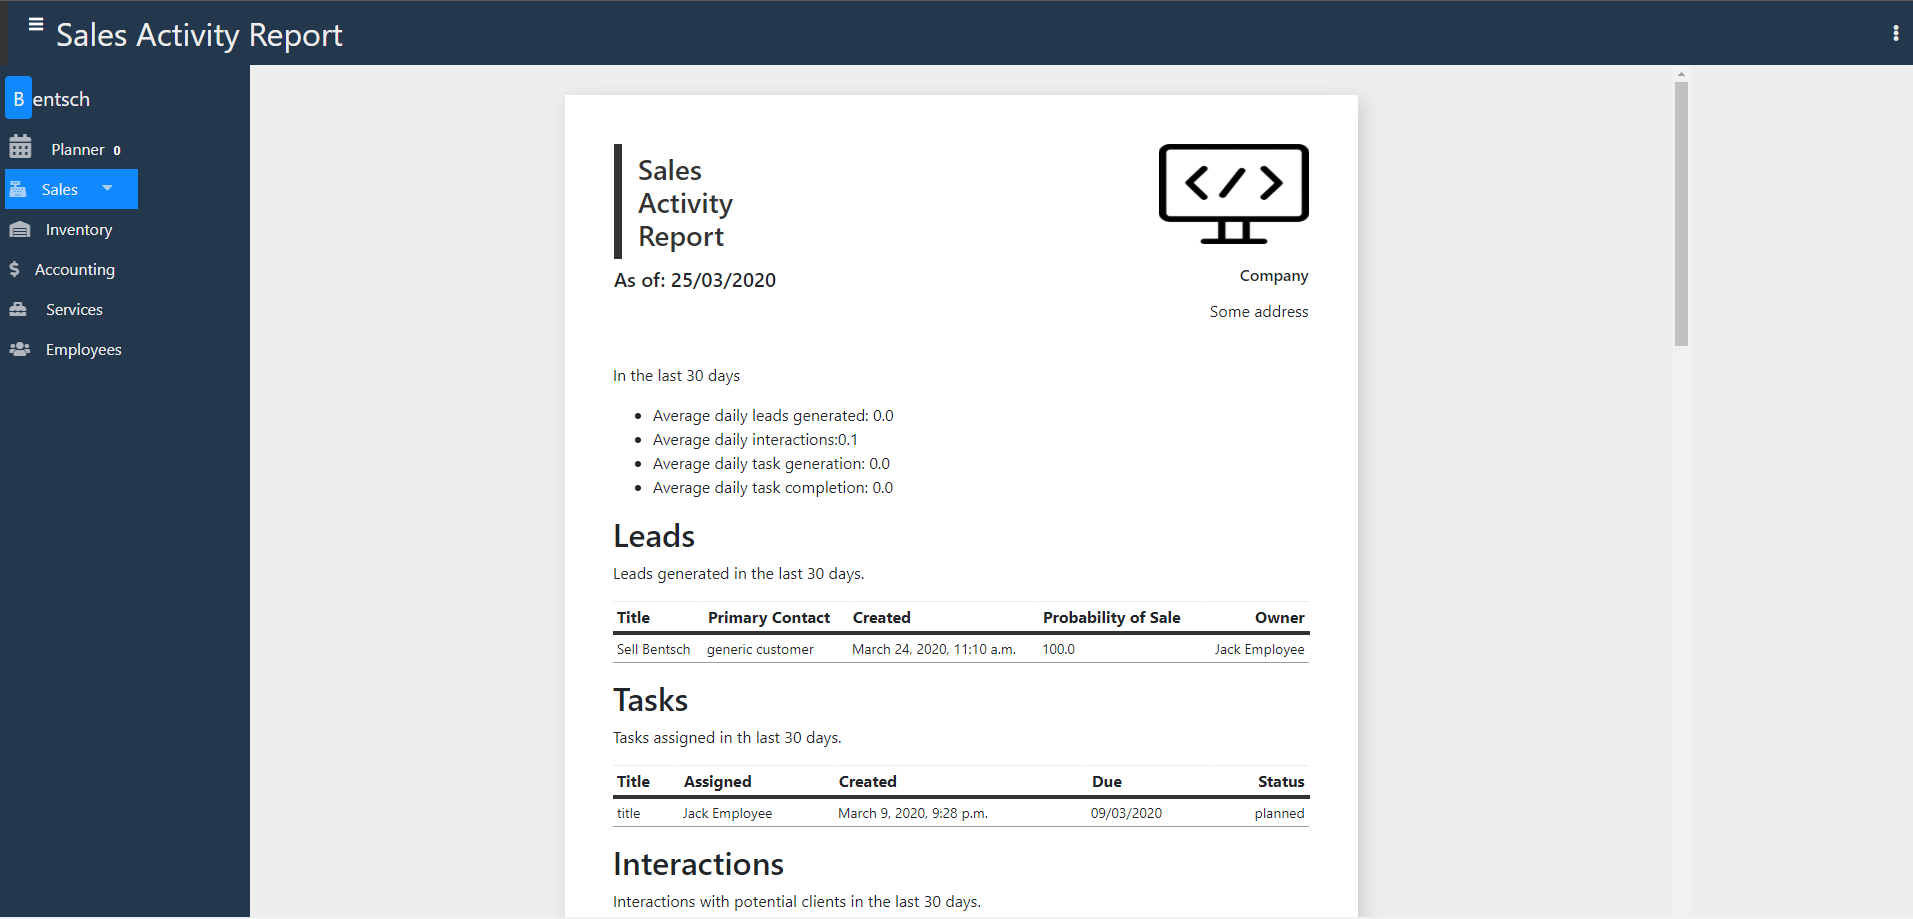 Sales Activity Report
Bentsch
Planner 0
Sales
Inventory
Accounting
Services
Employees
Sales
Activity
Report
As of: 25/03/2020
</>
Company
Some address
In the last 30 days
• Average daily leads generated: 0.0
• Average daily interactions:0.1
• Average daily task generation: 0.0
• Average daily task completion: 0.0
Leads
Leads generated in the last 30 days.
Title Primary Contact Created Probability of Sale Owner
Sell Bentsch generic customer March 24, 2020, 11:10 a.m. 100.0 Jack Employee
Tasks
Tasks assigned in th last 30 days.
Title Assigned Created Due Status
title Jack Employee March 9, 2020, 9:28 p.m. 09/03/2020 planned
Interactions
Interactions with potential clients in the last 30 days.